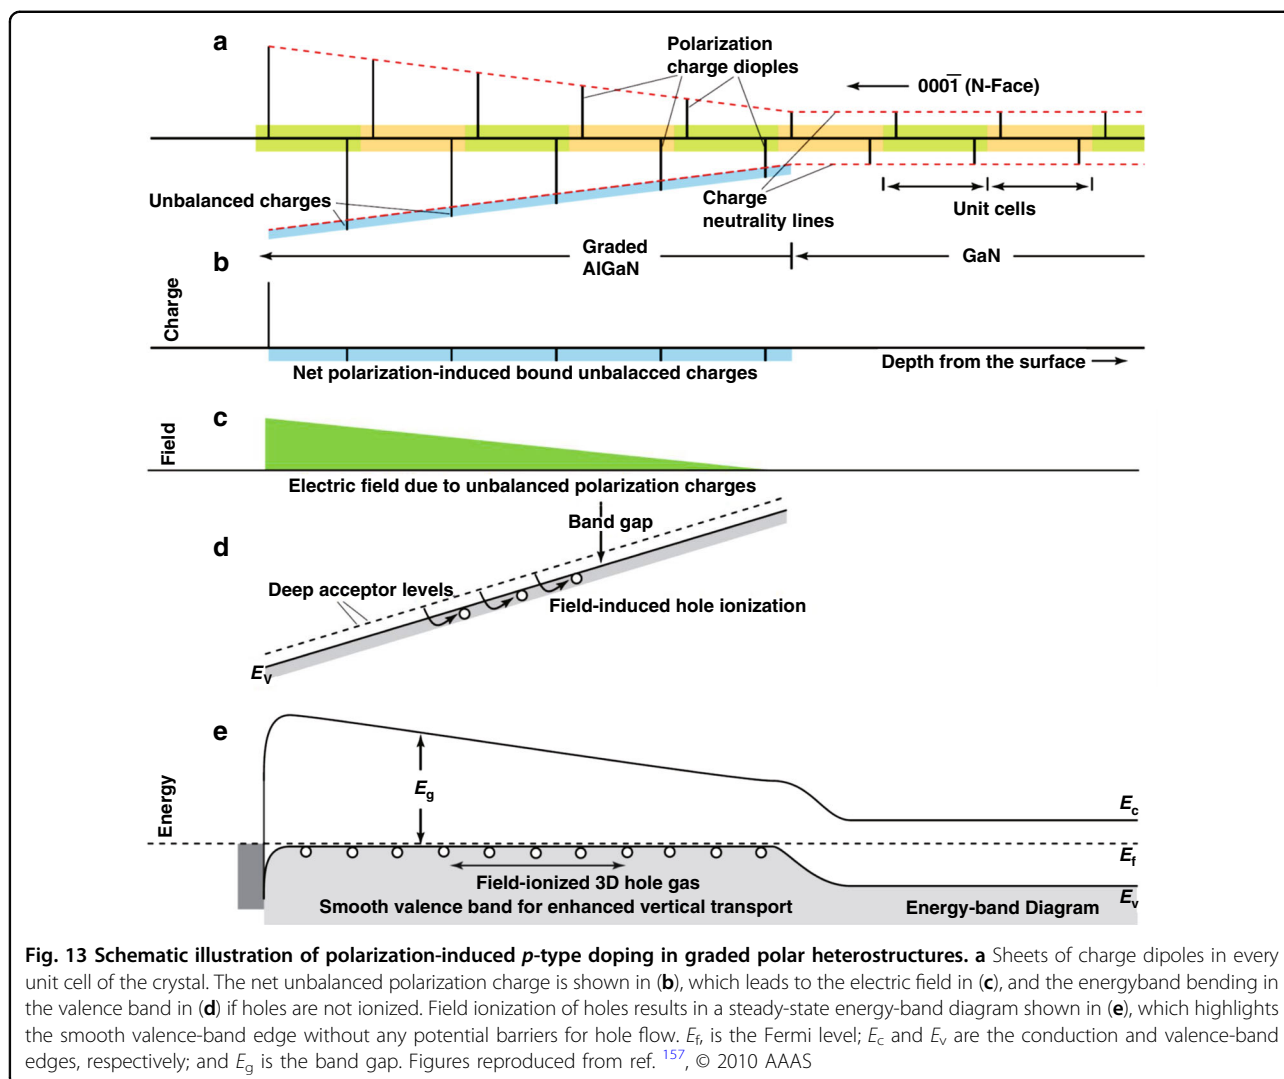 a
Polarization
charge dioples
0001̅ (N-Face)
Unbalanced charges
Charge
neutrality lines
Unit cells
b
Graded
AlGaN
GaN
Charge
Depth from the surface
Net polarization-induced bound unbalacced charges
c
Field
Electric field due to unbalanced polarization charges
Band gap
d
Deep acceptor levels
Field-induced hole ionization
Ev
e
Energy
Eg
Ec
Ef
Field-ionized 3D hole gas
Smooth valence band for enhanced vertical transport
Energy-band Diagram
Ev
Fig. 13 Schematic illustration of polarization-induced p-type doping in graded polar heterostructures. a Sheets of charge dipoles in every
unit cell of the crystal. The net unbalanced polarization charge is shown in (b), which leads to the electric field in (c), and the energyband bending in
the valence band in (d) if holes are not ionized. Field ionization of holes results in a steady-state energy-band diagram shown in (e), which highlights
the smooth valence-band edge without any potential barriers for hole flow. Ef, is the Fermi level; Ec and Ev are the conduction and valence-band
edges, respectively; and Eg is the band gap. Figures reproduced from ref. 157, © 2010 AAAS